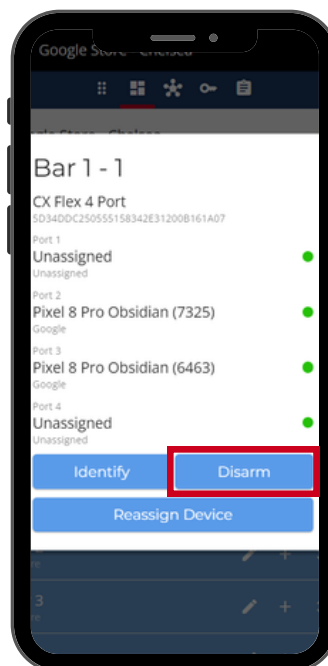 Google Store - Chelsea
Bar 1 - 1
CX Flex 4 Port
5D34DDC250555158342E31200B161A07
Port 1
Unassigned
Unassigned
Port 2
Pixel 8 Pro Obsidian (7325)
Google
Port 3
Pixel 8 Pro Obsidian (6463)
Google
Port 4
Unassigned
Unassigned
Identify
Disarm
Reassign Device
3